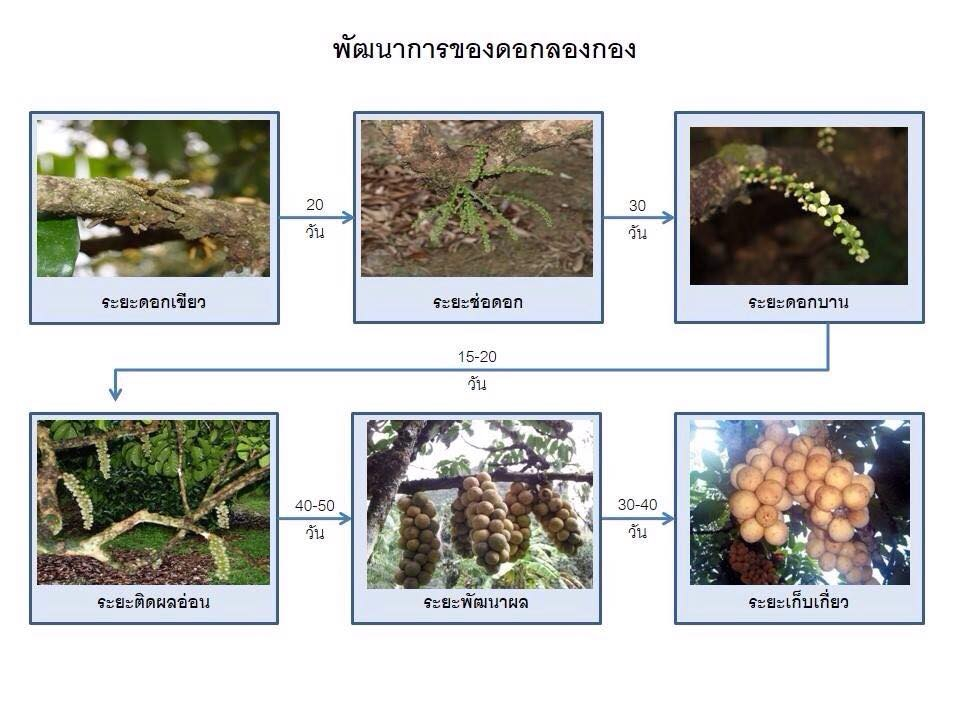 พัฒนาการของดอกลองกอง
20
วัน
30
วัน
ระยะดอกเขียว
ระยะช่อดอก
ระยะดอกบาน
15-20
วัน
40-50
วัน
30-40
วัน
ระยะติดผลอ่อน
ระยะพัฒนาผล
ระยะเก็บเกี่ยว